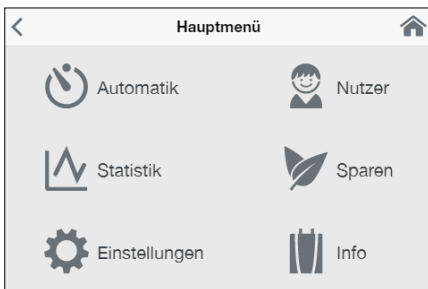 Hauptmenü
Automatik
Nutzer
Statistik
Sparen
Einstellungen
Info